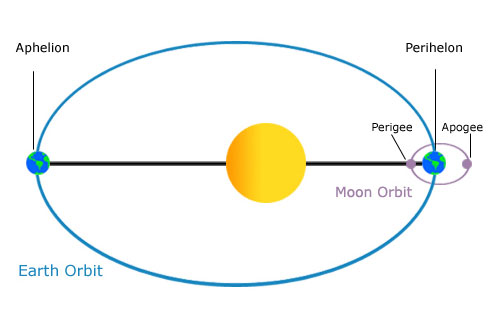 Aphelion
Perihelon
Perigee
Apogee
Moon Orbit
Earth Orbit